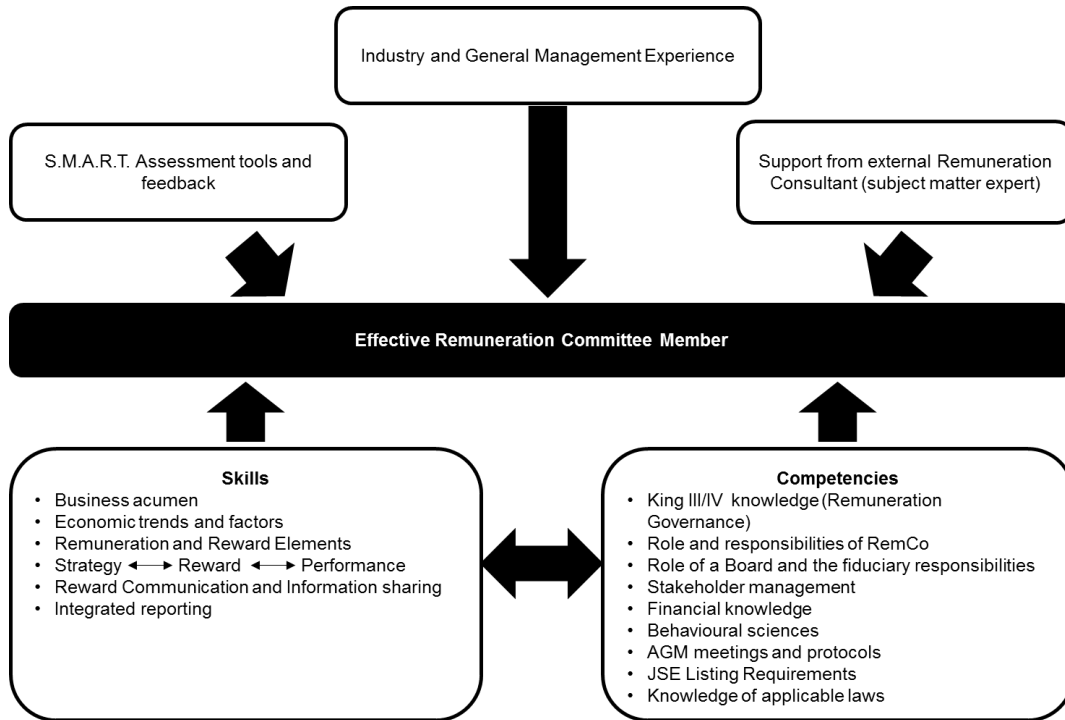 Industry and General Management Experience
S.M.A.R.T. Assessment tools and
feedback
Support from external Remuneration
Consultant (subject matter expert)
Effective Remuneration Committee Member
Skills
• Business acumen
• Economic trends and factors
• Remuneration and Reward Elements
• Strategy ⟷ Reward ⟷ Performance
• Reward Communication and Information sharing
• Integrated reporting
Competencies
• King III/IV knowledge (Remuneration
Governance)
• Role and responsibilities of RemCo
• Role of a Board and the fiduciary responsibilities
• Stakeholder management
• Financial knowledge
• Behavioural sciences
• AGM meetings and protocols
• JSE Listing Requirements
• Knowledge of applicable laws